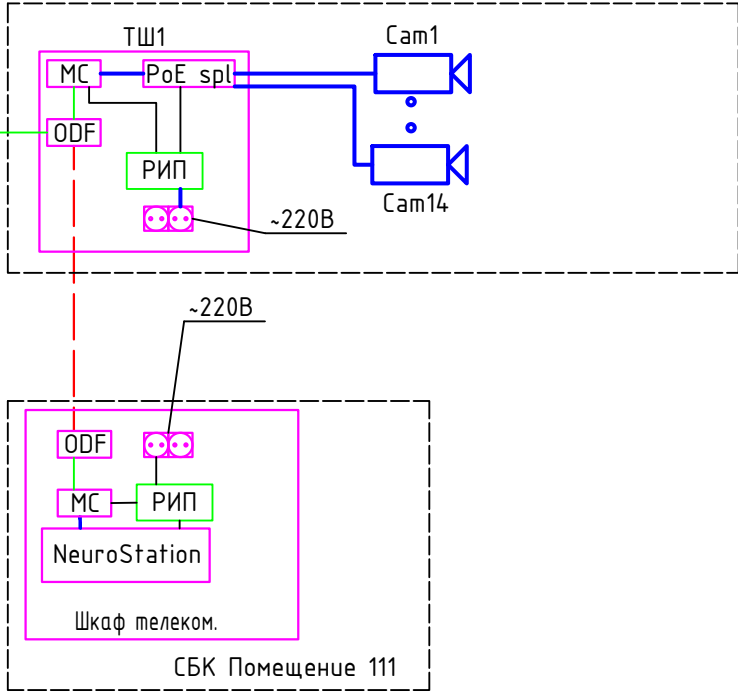 ТШ1
Cam1
МС
PoE spl
ODF
РИП
Cam14
~220В
~220В
ODF
МС
РИП
NeuroStation
Шкаф телеком.
СБК Помещение 111